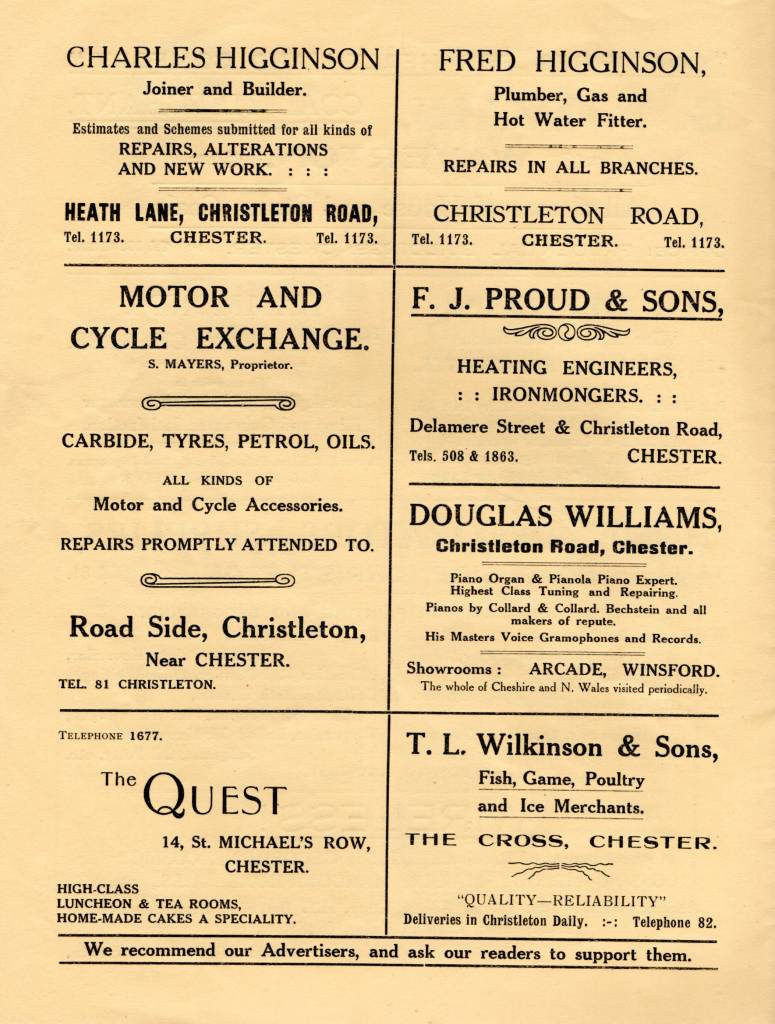 CHARLES HIGGINSON
Joiner and Builder.
Estimates and Schemes submitted for all kinds of
REPAIRS, ALTERATIONS
AND NEW WORK. : : :
HEATH LANE, CHRISTLETON ROAD,
Tel. 1173. CHESTER. Tel. 1173.
FRED HIGGINSON,
Plumber, Gas and
Hot Water Fitter.
REPAIRS IN ALL BRANCHES.
CHRISTLETON ROAD,
Tel. 1173. CHESTER. Tel. 1173.
MOTOR AND
CYCLE EXCHANGE.
S. MAYERS, Proprietor.
CARBIDE, TYRES, PETROL, OILS.
ALL KINDS OF
Motor and Cycle Accessories.
REPAIRS PROMPTLY ATTENDED TO.
Road Side, Christleton,
Near CHESTER.
TEL. 81 CHRISTLETON.
F. J. PROUD & SONS,
HEATING ENGINEERS,
: : IRONMONGERS. : :
Delamere Street & Christleton Road,
Tels. 508 & 1863. CHESTER.
DOUGLAS WILLIAMS,
Christleton Road, Chester.
Piano Organ & Pianola Piano Expert.
Highest Class Tuning and Repairing.
Pianos by Collard & Collard. Bechstein and all
makers of repute.
His Masters Voice Gramophones and Records.
Showrooms : ARCADE, WINSFORD.
The whole of Cheshire and N. Wales visited periodically.
TELEPHONE 1677.
The QUEST
14, St. MICHAEL'S ROW,
CHESTER.
HIGH-CLASS
LUNCHEON & TEA ROOMS,
HOME-MADE CAKES A SPECIALITY.
T. L. Wilkinson & Sons,
Fish, Game, Poultry
and Ice Merchants.
THE CROSS, CHESTER.
"QUALITY—RELIABILITY"
Deliveries in Christleton Daily. :-: Telephone 82.
We recommend our Advertisers, and ask our readers to support them.